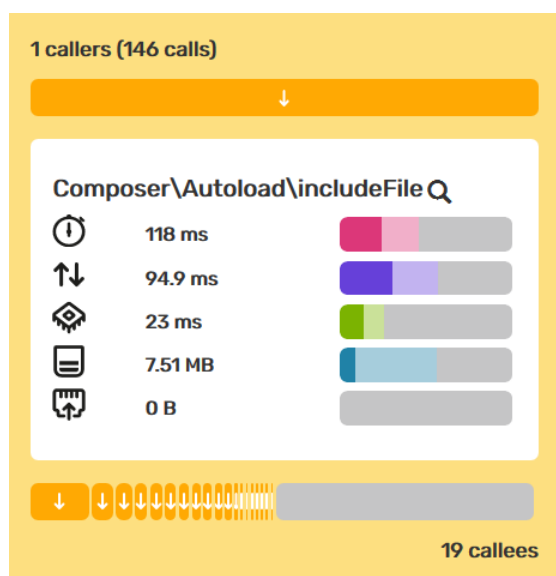 1 callers (146 calls)
Composer\Autoload\includeFile
118 ms
94.9 ms
23 ms
7.51 MB
0 B
19 callees